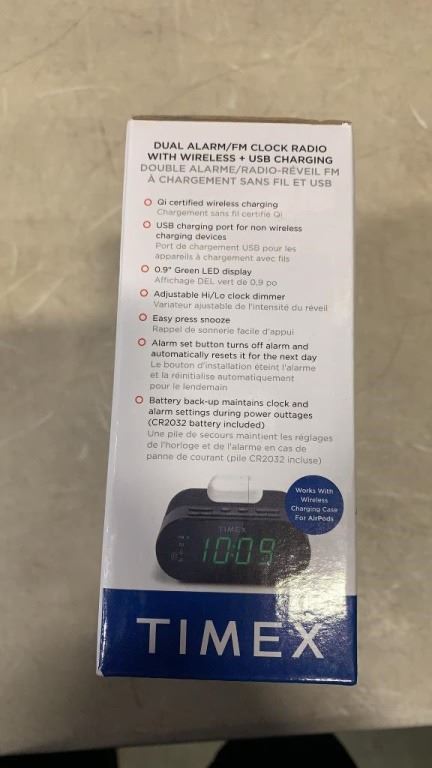 DUAL ALARM/FM CLOCK RADIO
WITH WIRELESS + USB CHARGING
DOUBLE ALARME/RADIO-RÉVEIL FM
À CHARGEMENT SANS FIL ET USB
Qi certified wireless charging
Chargement sans fil certifié Qi
USB charging port for non wireless
charging devices
Port de chargement USB pour les
appareils à chargement avec fils
0.9" Green LED display
Affichage DEL vert de 0,9 po
Adjustable Hi/Lo clock dimmer
Variateur ajustable de l'intensité du réveil
Easy press snooze
Rappel de sonnerie facile d'appui
Alarm set button turns off alarm and
automatically resets it for the next day
Le bouton d'installation éteint l'alarme
et la réinitialise automatiquement
pour le lendemain
Battery back-up maintains clock and
alarm settings during power outtages
(CR2032 battery included)
Une pile de secours maintient les réglages
de l'horloge et de l'alarme en cas de
panne de courant (pile CR2032 incluse)
Works With
Wireless
Charging Case
For AirPods
TIMEX
10:09
TIMEX